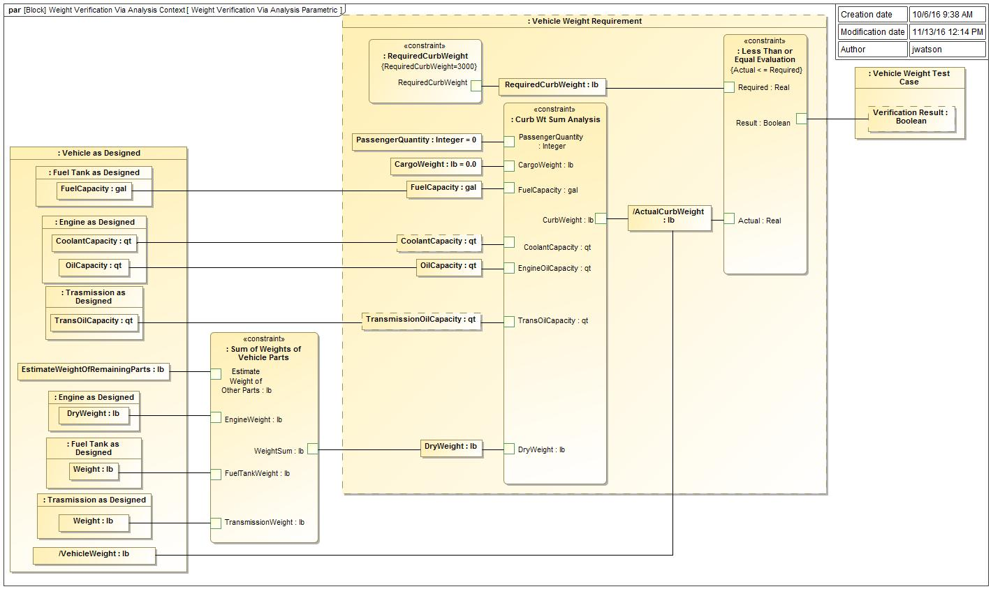 par [Block] Weight Verification Via Analysis Context [ Weight Verification Via Analysis Parametric ]
Creation date 10/6/16 9:38 AM
Modification date 11/13/16 12:14 PM
Author jwatson
: Vehicle Weight Requirement
«constraint»
: RequiredCurbWeight
{RequiredCurbWeight=3000}
RequiredCurbWeight
RequiredCurbWeight : lb
«constraint»
: Less Than or
Equal Evaluation
{Actual < = Required}
Required : Real
Result : Boolean
Actual : Real
: Vehicle Weight Test
Case
Verification Result :
Boolean
«constraint»
: Curb Wt Sum Analysis
PassengerQuantity
: Integer
CargoWeight : lb
FuelCapacity : gal
CurbWeight : lb
CoolantCapacity : qt
EngineOilCapacity : qt
TransOilCapacity : qt
DryWeight : lb
PassengerQuantity : Integer = 0
CargoWeight : lb = 0.0
FuelCapacity : gal
CoolantCapacity : qt
OilCapacity : qt
TransmissionOilCapacity : qt
DryWeight : lb
/ActualCurbWeight
: lb
: Vehicle as Designed
: Fuel Tank as Designed
FuelCapacity : gal
: Engine as Designed
CoolantCapacity : qt
OilCapacity : qt
: Trasmission as
Designed
TransOilCapacity : qt
EstimateWeightOfRemainingParts : lb
: Engine as Designed
DryWeight : lb
: Fuel Tank as
Designed
Weight : lb
: Trasmission as Designed
Weight : lb
/VehicleWeight : lb
«constraint»
: Sum of Weights of
Vehicle Parts
Estimate
Weight of
Other Parts : lb
EngineWeight : lb
WeightSum : lb
FuelTankWeight : lb
TransmissionWeight : lb